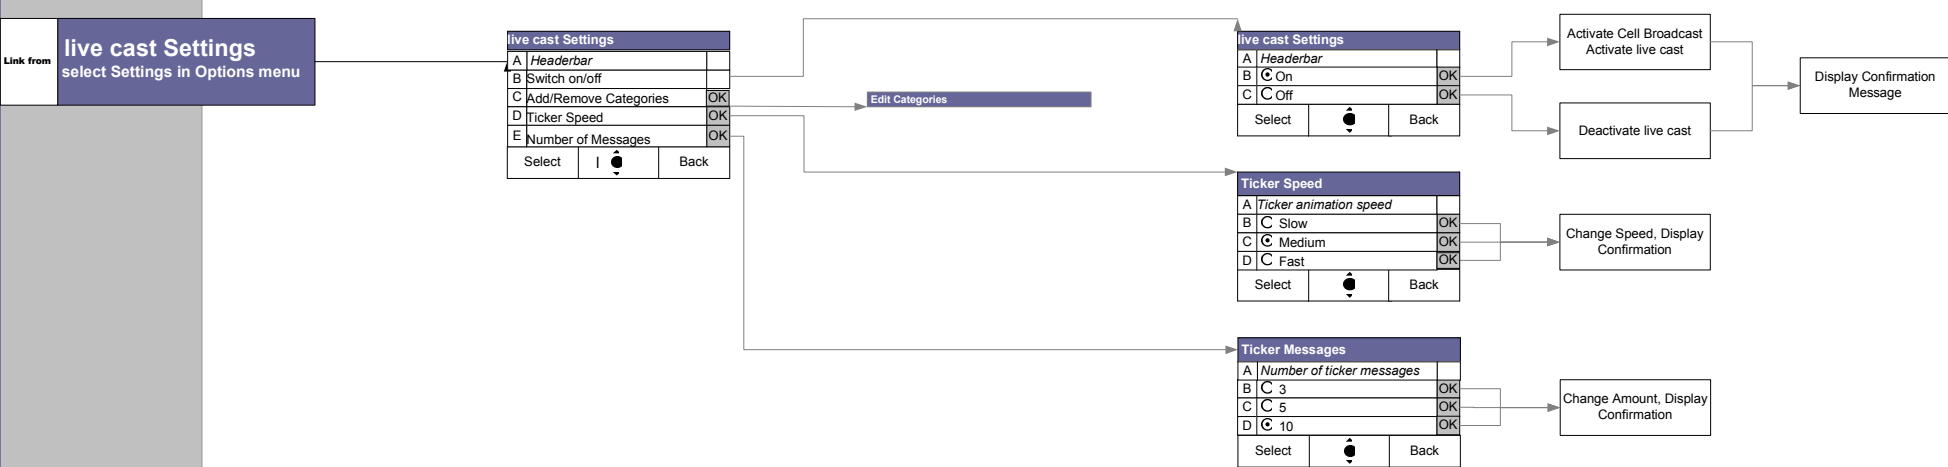 Link from
live cast Settings
select Settings in Options menu
live cast Settings
A Headerbar
B Switch on/off
C Add/Remove Categories OK
D Ticker Speed OK
E Number of Messages OK
Select Back
Edit Categories
live cast Settings
A Headerbar
B On OK
C Off OK
Select Back
Activate Cell Broadcast
Activate live cast
Deactivate live cast
Display Confirmation
Message
Ticker Speed
A Ticker animation speed
B Slow OK
C Medium OK
D Fast OK
Select Back
Change Speed, Display
Confirmation
Ticker Messages
A Number of ticker messages
B 3 OK
C 5 OK
D 10 OK
Select Back
Change Amount, Display
Confirmation